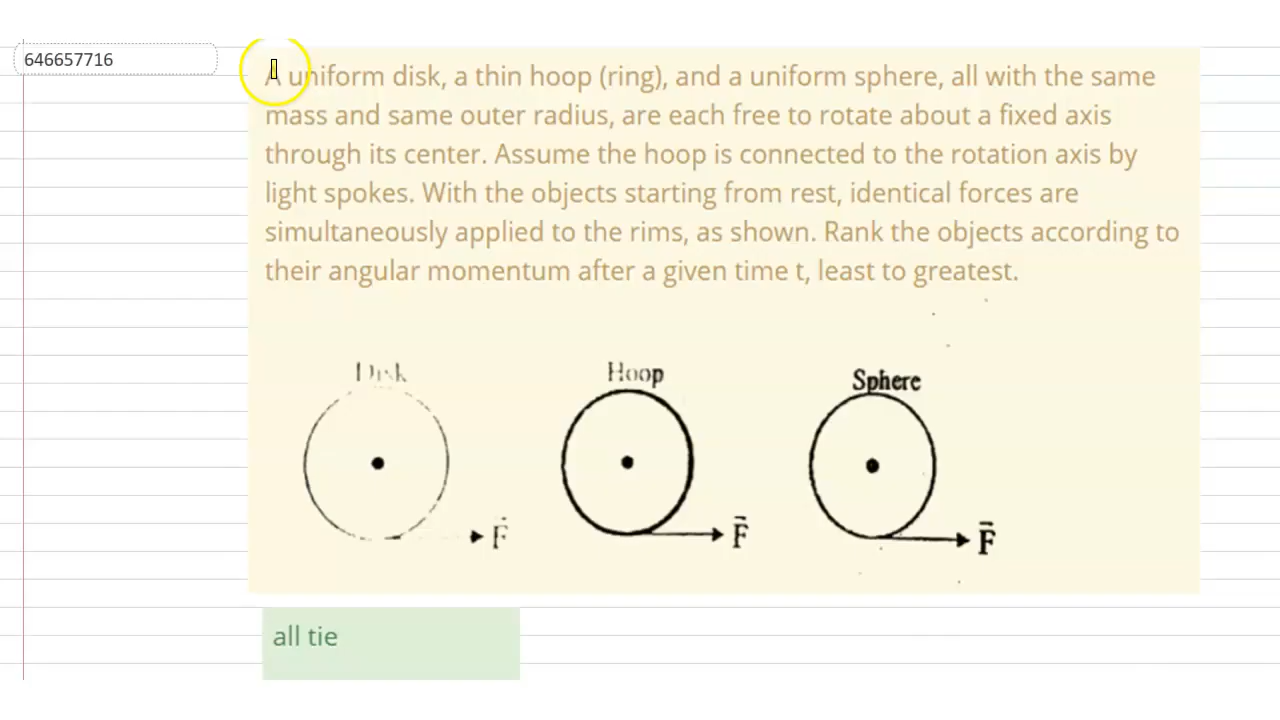 646657716
A uniform disk, a thin hoop (ring), and a uniform sphere, all with the same
mass and same outer radius, are each free to rotate about a fixed axis
through its center. Assume the hoop is connected to the rotation axis by
light spokes. With the objects starting from rest, identical forces are
simultaneously applied to the rims, as shown. Rank the objects according to
their angular momentum after a given time t, least to greatest.
Disk
Hoop
Sphere
F
F
F
all tie